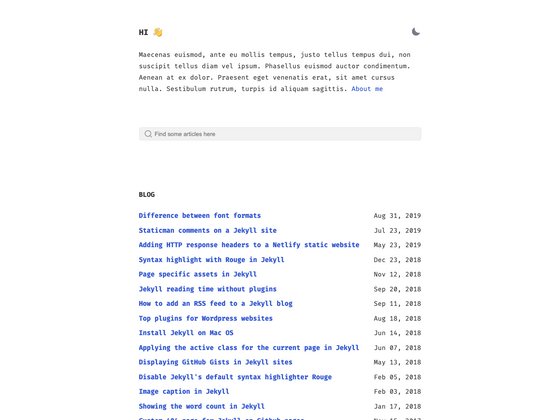 HI 👋
Maecenas euismod, ante eu mollis tempus, justo tellus tempus dui, non
suscipit tellus diam vel ipsum. Phasellus euismod auctor condimentum.
Aenean at ex dolor. Praesent eget venenatis erat, sit amet cursus
nulla. Sestibulum rutrum, turpis id aliquam sagittis. About me
Find some articles here
BLOG
Difference between font formats Aug 31, 2019
Staticman comments on a Jekyll site Jul 23, 2019
Adding HTTP response headers to a Netlify static website May 23, 2019
Syntax highlight with Rouge in Jekyll Dec 23, 2018
Page specific assets in Jekyll Nov 12, 2018
Jekyll reading time without plugins Sep 20, 2018
How to add an RSS feed to a Jekyll blog Sep 11, 2018
Top plugins for Wordpress websites Aug 18, 2018
Install Jekyll on Mac OS Jun 14, 2018
Applying the active class for the current page in Jekyll Jun 07, 2018
Displaying GitHub Gists in Jekyll sites May 13, 2018
Disable Jekyll's default syntax highlighter Rouge Feb 05, 2018
Image caption in Jekyll Feb 03, 2018
Showing the word count in Jekyll Jan 17, 2018